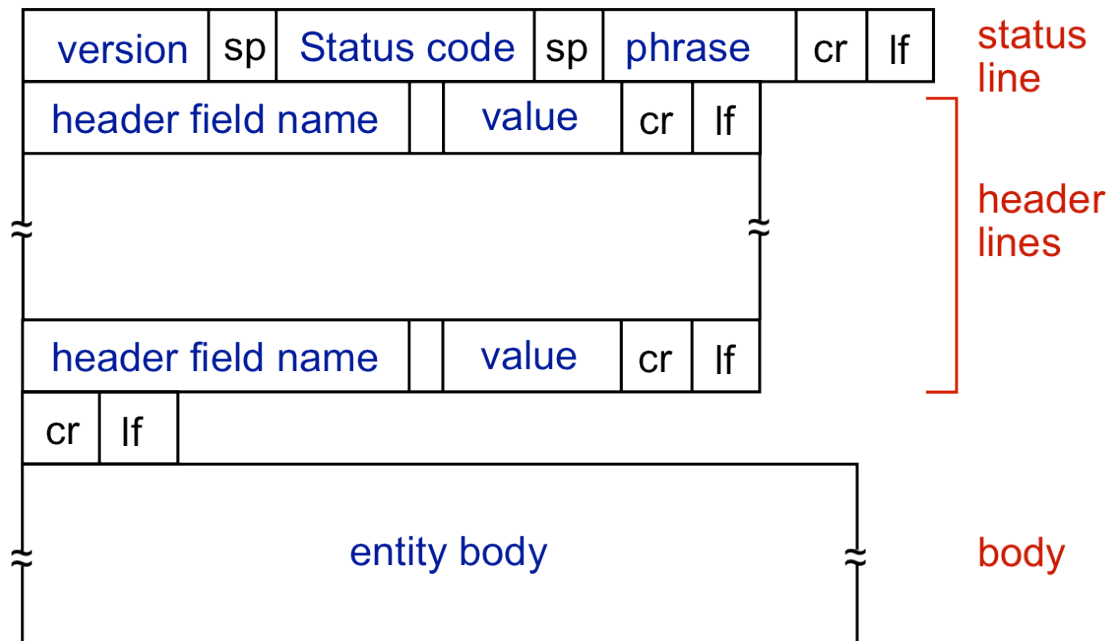 version sp Status code sp phrase cr lf
status
line
header field name value cr lf
header
lines
header field name value cr lf
cr lf
entity body
body